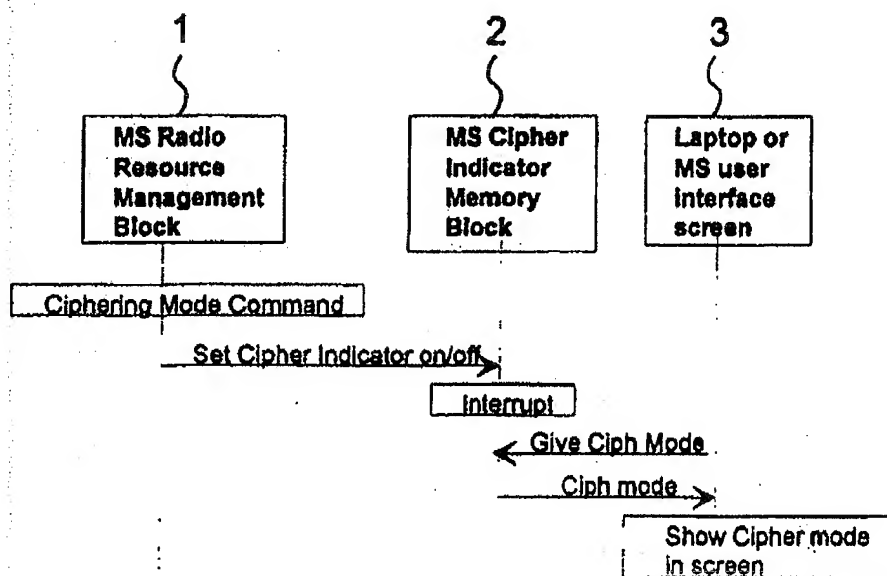 1
2
3
MS Radio
Resource
Management
Block
MS Cipher
Indicator
Memory
Block
Laptop or
MS user
interface
screen
Ciphering Mode Command
Set Cipher Indicator on/off
Interrupt
Give Ciph Mode
Ciph mode
Show Cipher mode
in screen